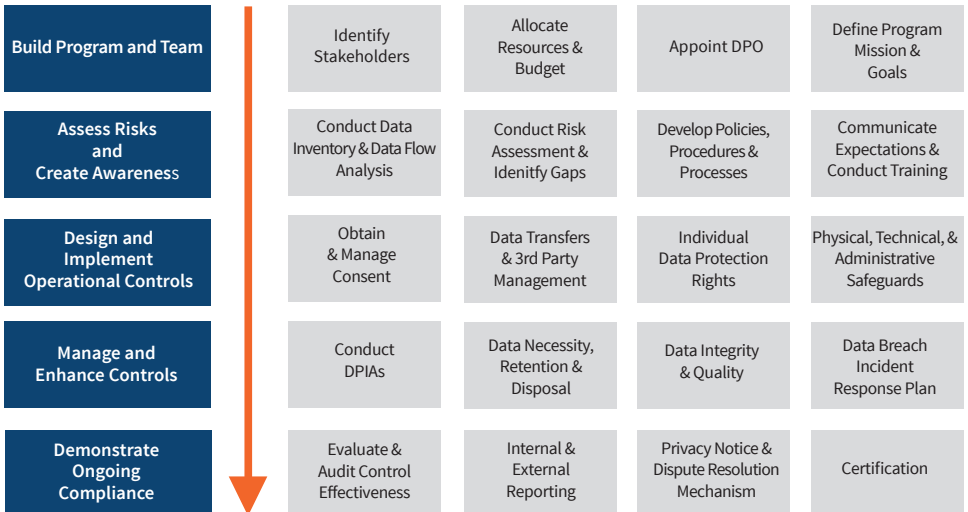 Build Program and Team
Identify
Stakeholders
Allocate
Resources &
Budget
Appoint DPO
Define Program
Mission &
Goals
Assess Risks
and
Create Awareness
Conduct Data
Inventory & Data Flow
Analysis
Conduct Risk
Assessment &
Idenitfy Gaps
Develop Policies,
Procedures &
Processes
Communicate
Expectations &
Conduct Training
Design and
Implement
Operational Controls
Obtain
& Manage
Consent
Data Transfers
& 3rd Party
Management
Individual
Data Protection
Rights
Physical, Technical, &
Administrative
Safeguards
Manage and
Enhance Controls
Conduct
DPIAs
Data Necessity,
Retention &
Disposal
Data Integrity
& Quality
Data Breach
Incident
Response Plan
Demonstrate
Ongoing
Compliance
Evaluate &
Audit Control
Effectiveness
Internal &
External
Reporting
Privacy Notice &
Dispute Resolution
Mechanism
Certification